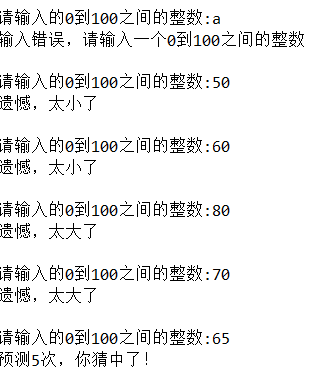 请输入的0到100之间的整数:a
输入错误，请输入一个0到100之间的整数
请输入的0到100之间的整数:50
遗憾，太小了
请输入的0到100之间的整数:60
遗憾，太小了
请输入的0到100之间的整数:80
遗憾，太大了
请输入的0到100之间的整数:70
遗憾，太大了
请输入的0到100之间的整数:65
预测5次，你猜中了!